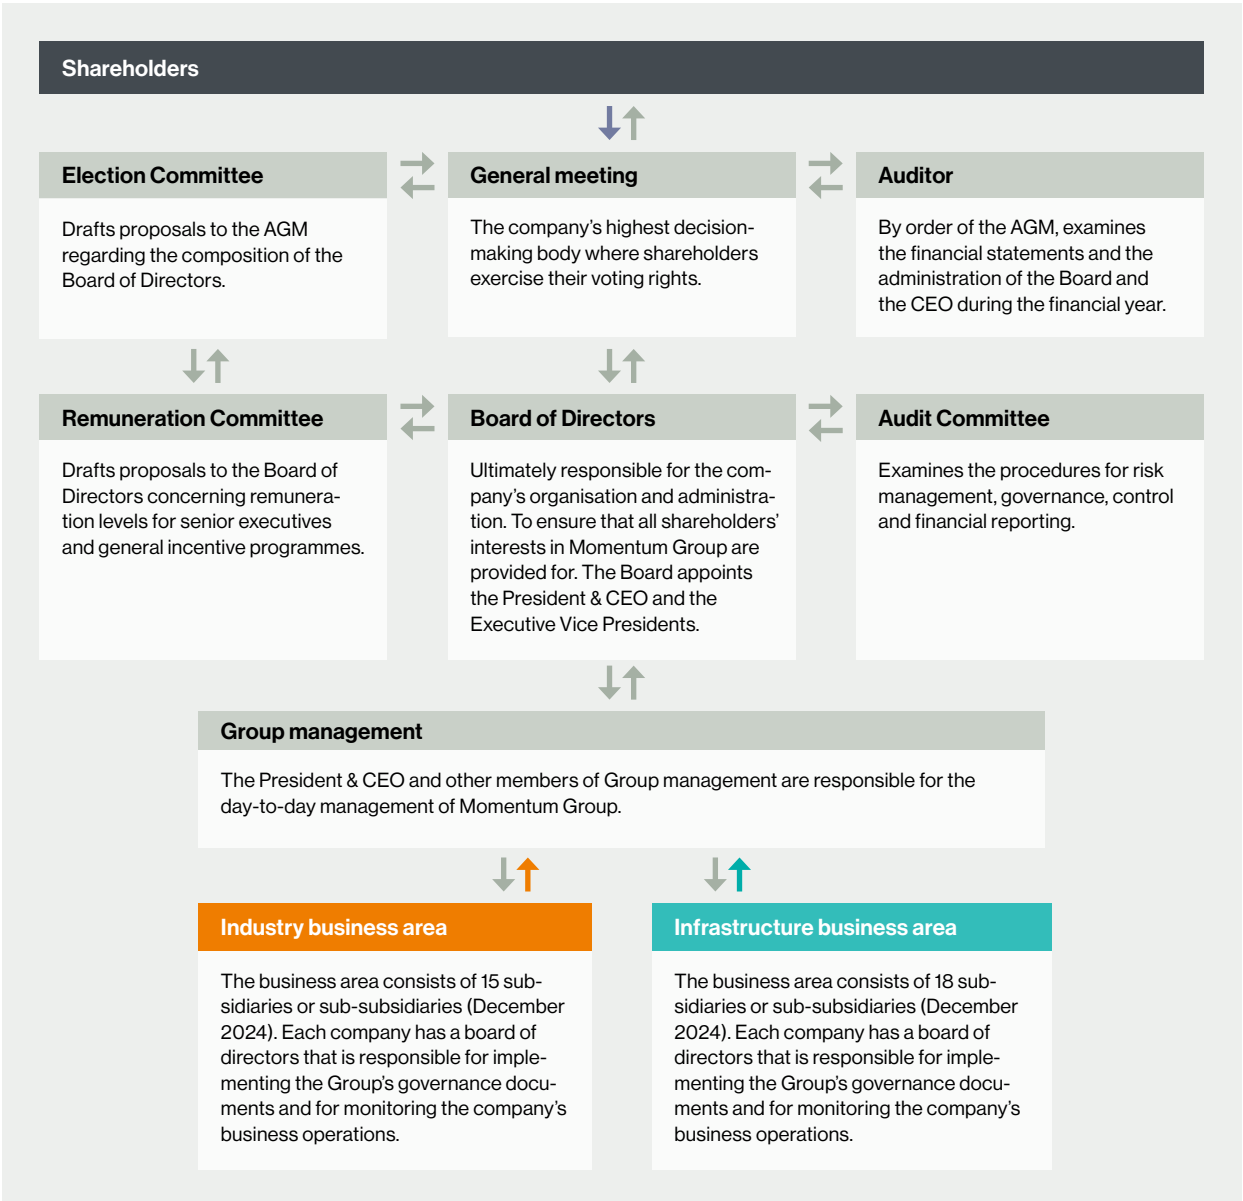 Shareholders
Election Committee
Drafts proposals to the AGM
regarding the composition of the
Board of Directors.
General meeting
The company’s highest decision-
making body where shareholders
exercise their voting rights.
Auditor
By order of the AGM, examines
the financial statements and the
administration of the Board and
the CEO during the financial year.
Remuneration Committee
Drafts proposals to the Board of
Directors concerning remunera-
tion levels for senior executives
and general incentive programmes.
Board of Directors
Ultimately responsible for the com-
pany’s organisation and administra-
tion. To ensure that all shareholders’
interests in Momentum Group are
provided for. The Board appoints
the President & CEO and the
Executive Vice Presidents.
Audit Committee
Examines the procedures for risk
management, governance, control
and financial reporting.
Group management
The President & CEO and other members of Group management are responsible for the
day-to-day management of Momentum Group.
Industry business area
The business area consists of 15 sub-
sidiaries or sub-subsidiaries (December
2024). Each company has a board of
directors that is responsible for imple-
menting the Group’s governance docu-
ments and for monitoring the company’s
business operations.
Infrastructure business area
The business area consists of 18 sub-
sidiaries or sub-subsidiaries (December
2024). Each company has a board of
directors that is responsible for imple-
menting the Group’s governance docu-
ments and for monitoring the company’s
business operations.